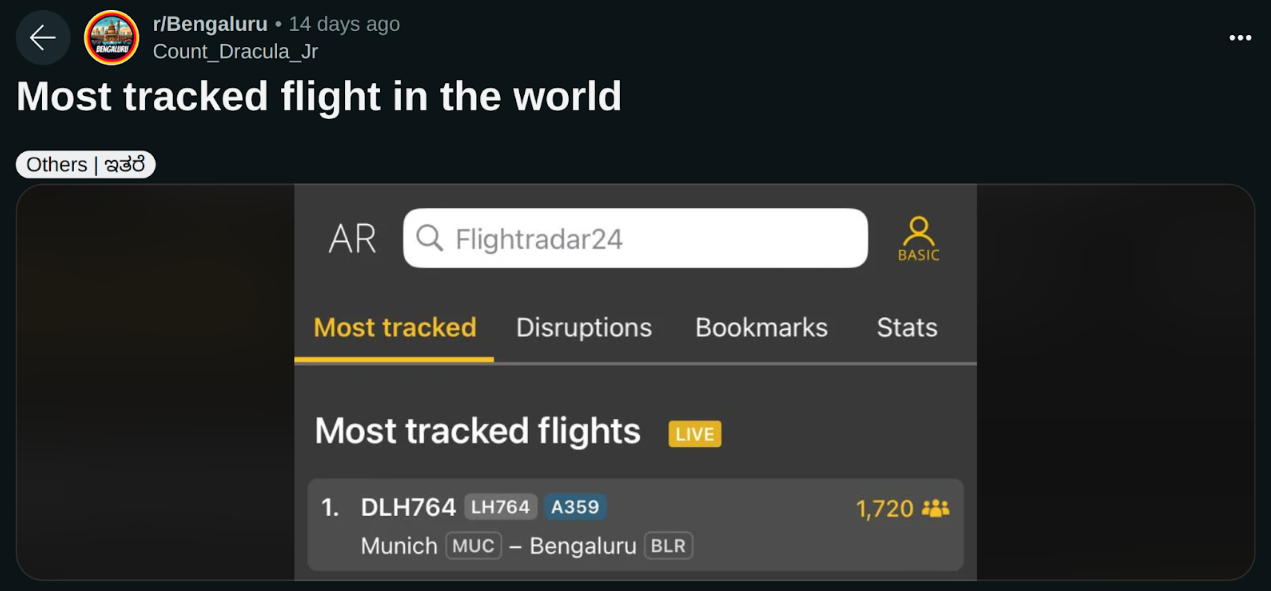 r/Bengaluru • 14 days ago
Count_Dracula_Jr
Most tracked flight in the world
Others | ಇತರೆ
AR Flightradar24 BASIC
Most tracked Disruptions Bookmarks Stats
Most tracked flights LIVE
1. DLH764 LH764 A359 1,720
Munich MUC – Bengaluru BLR